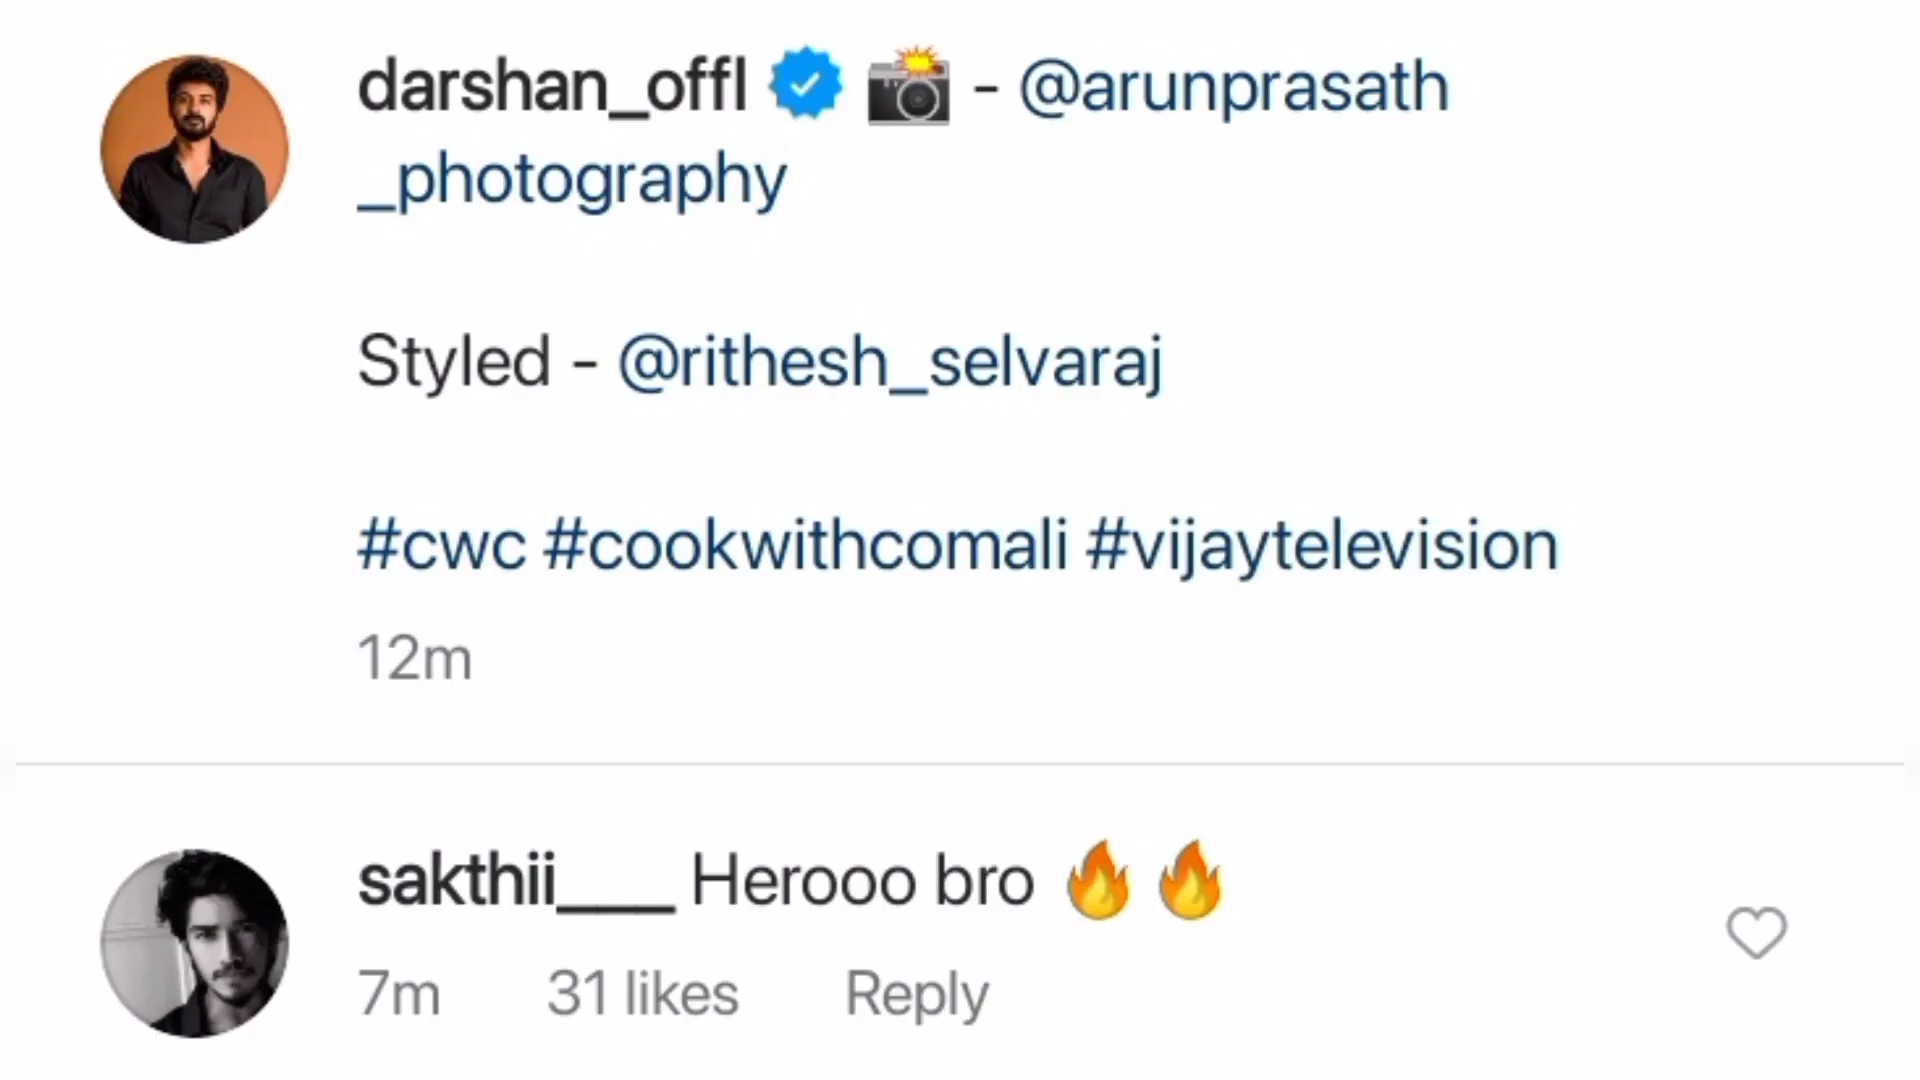 darshan_offl 📸 - @arunprasath
_photography
Styled - @rithesh_selvaraj
#cwc #cookwithcomali #vijaytelevision
12m
sakthii___ Herooo bro 🔥 🔥
7m 31 likes Reply